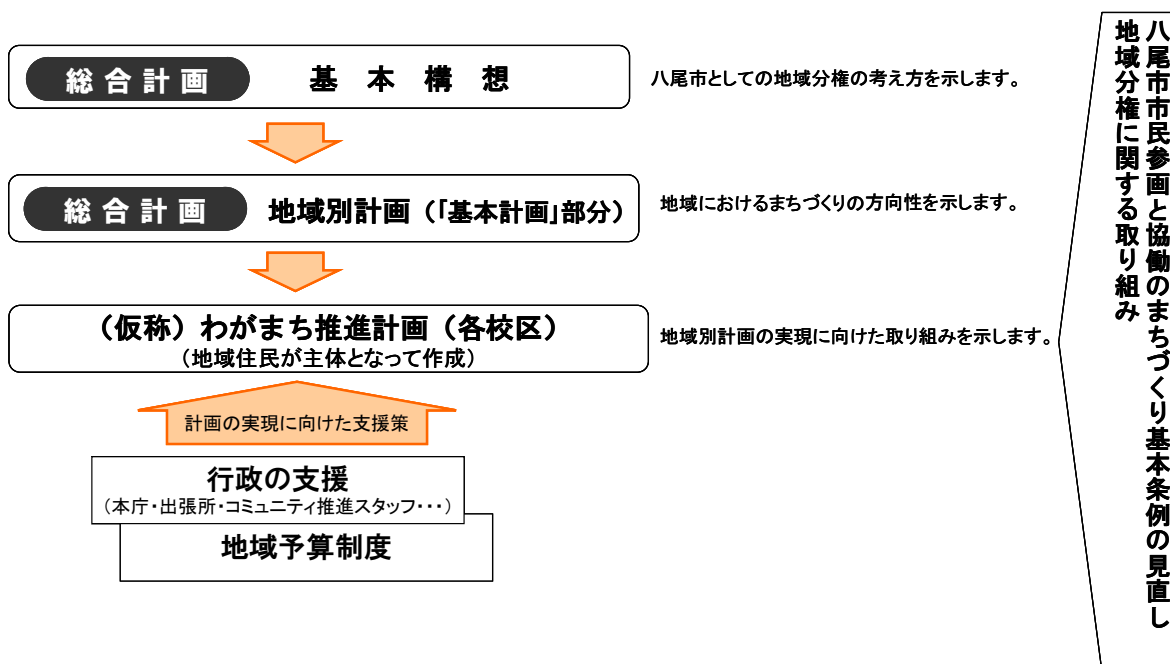 総合計画 基本構想
八尾市としての地域分権の考え方を示します。
総合計画 地域別計画（「基本計画」部分）
地域におけるまちづくりの方向性を示します。
（仮称）わがまち推進計画（各校区）
（地域住民が主体となって作成）
地域別計画の実現に向けた取り組みを示します。
計画の実現に向けた支援策
行政の支援
（本庁・出張所・コミュニティ推進スタッフ・・・）
地域予算制度
八尾市市民参画と協働のまちづくり基本条例の見直し
地域分権に関する取り組み